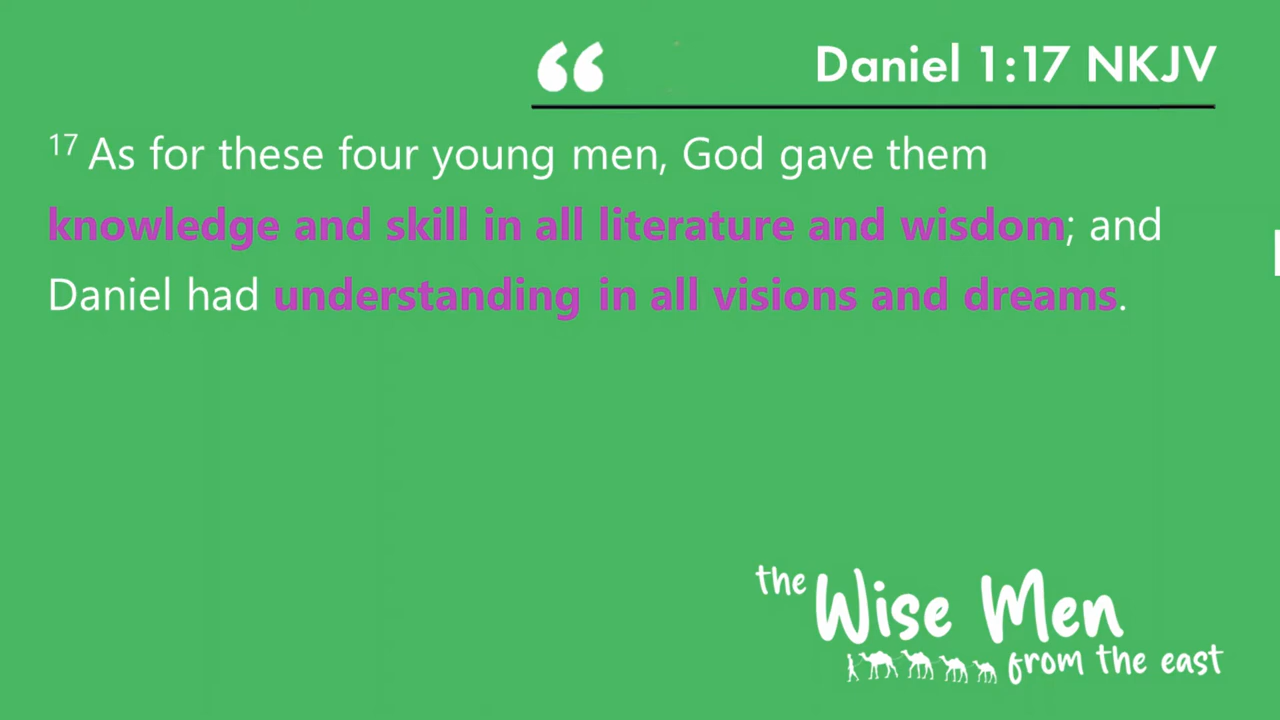 “ Daniel 1:17 NKJV
17 As for these four young men, God gave them
knowledge and skill in all literature and wisdom; and
Daniel had understanding in all visions and dreams.
the Wise Men
from the east